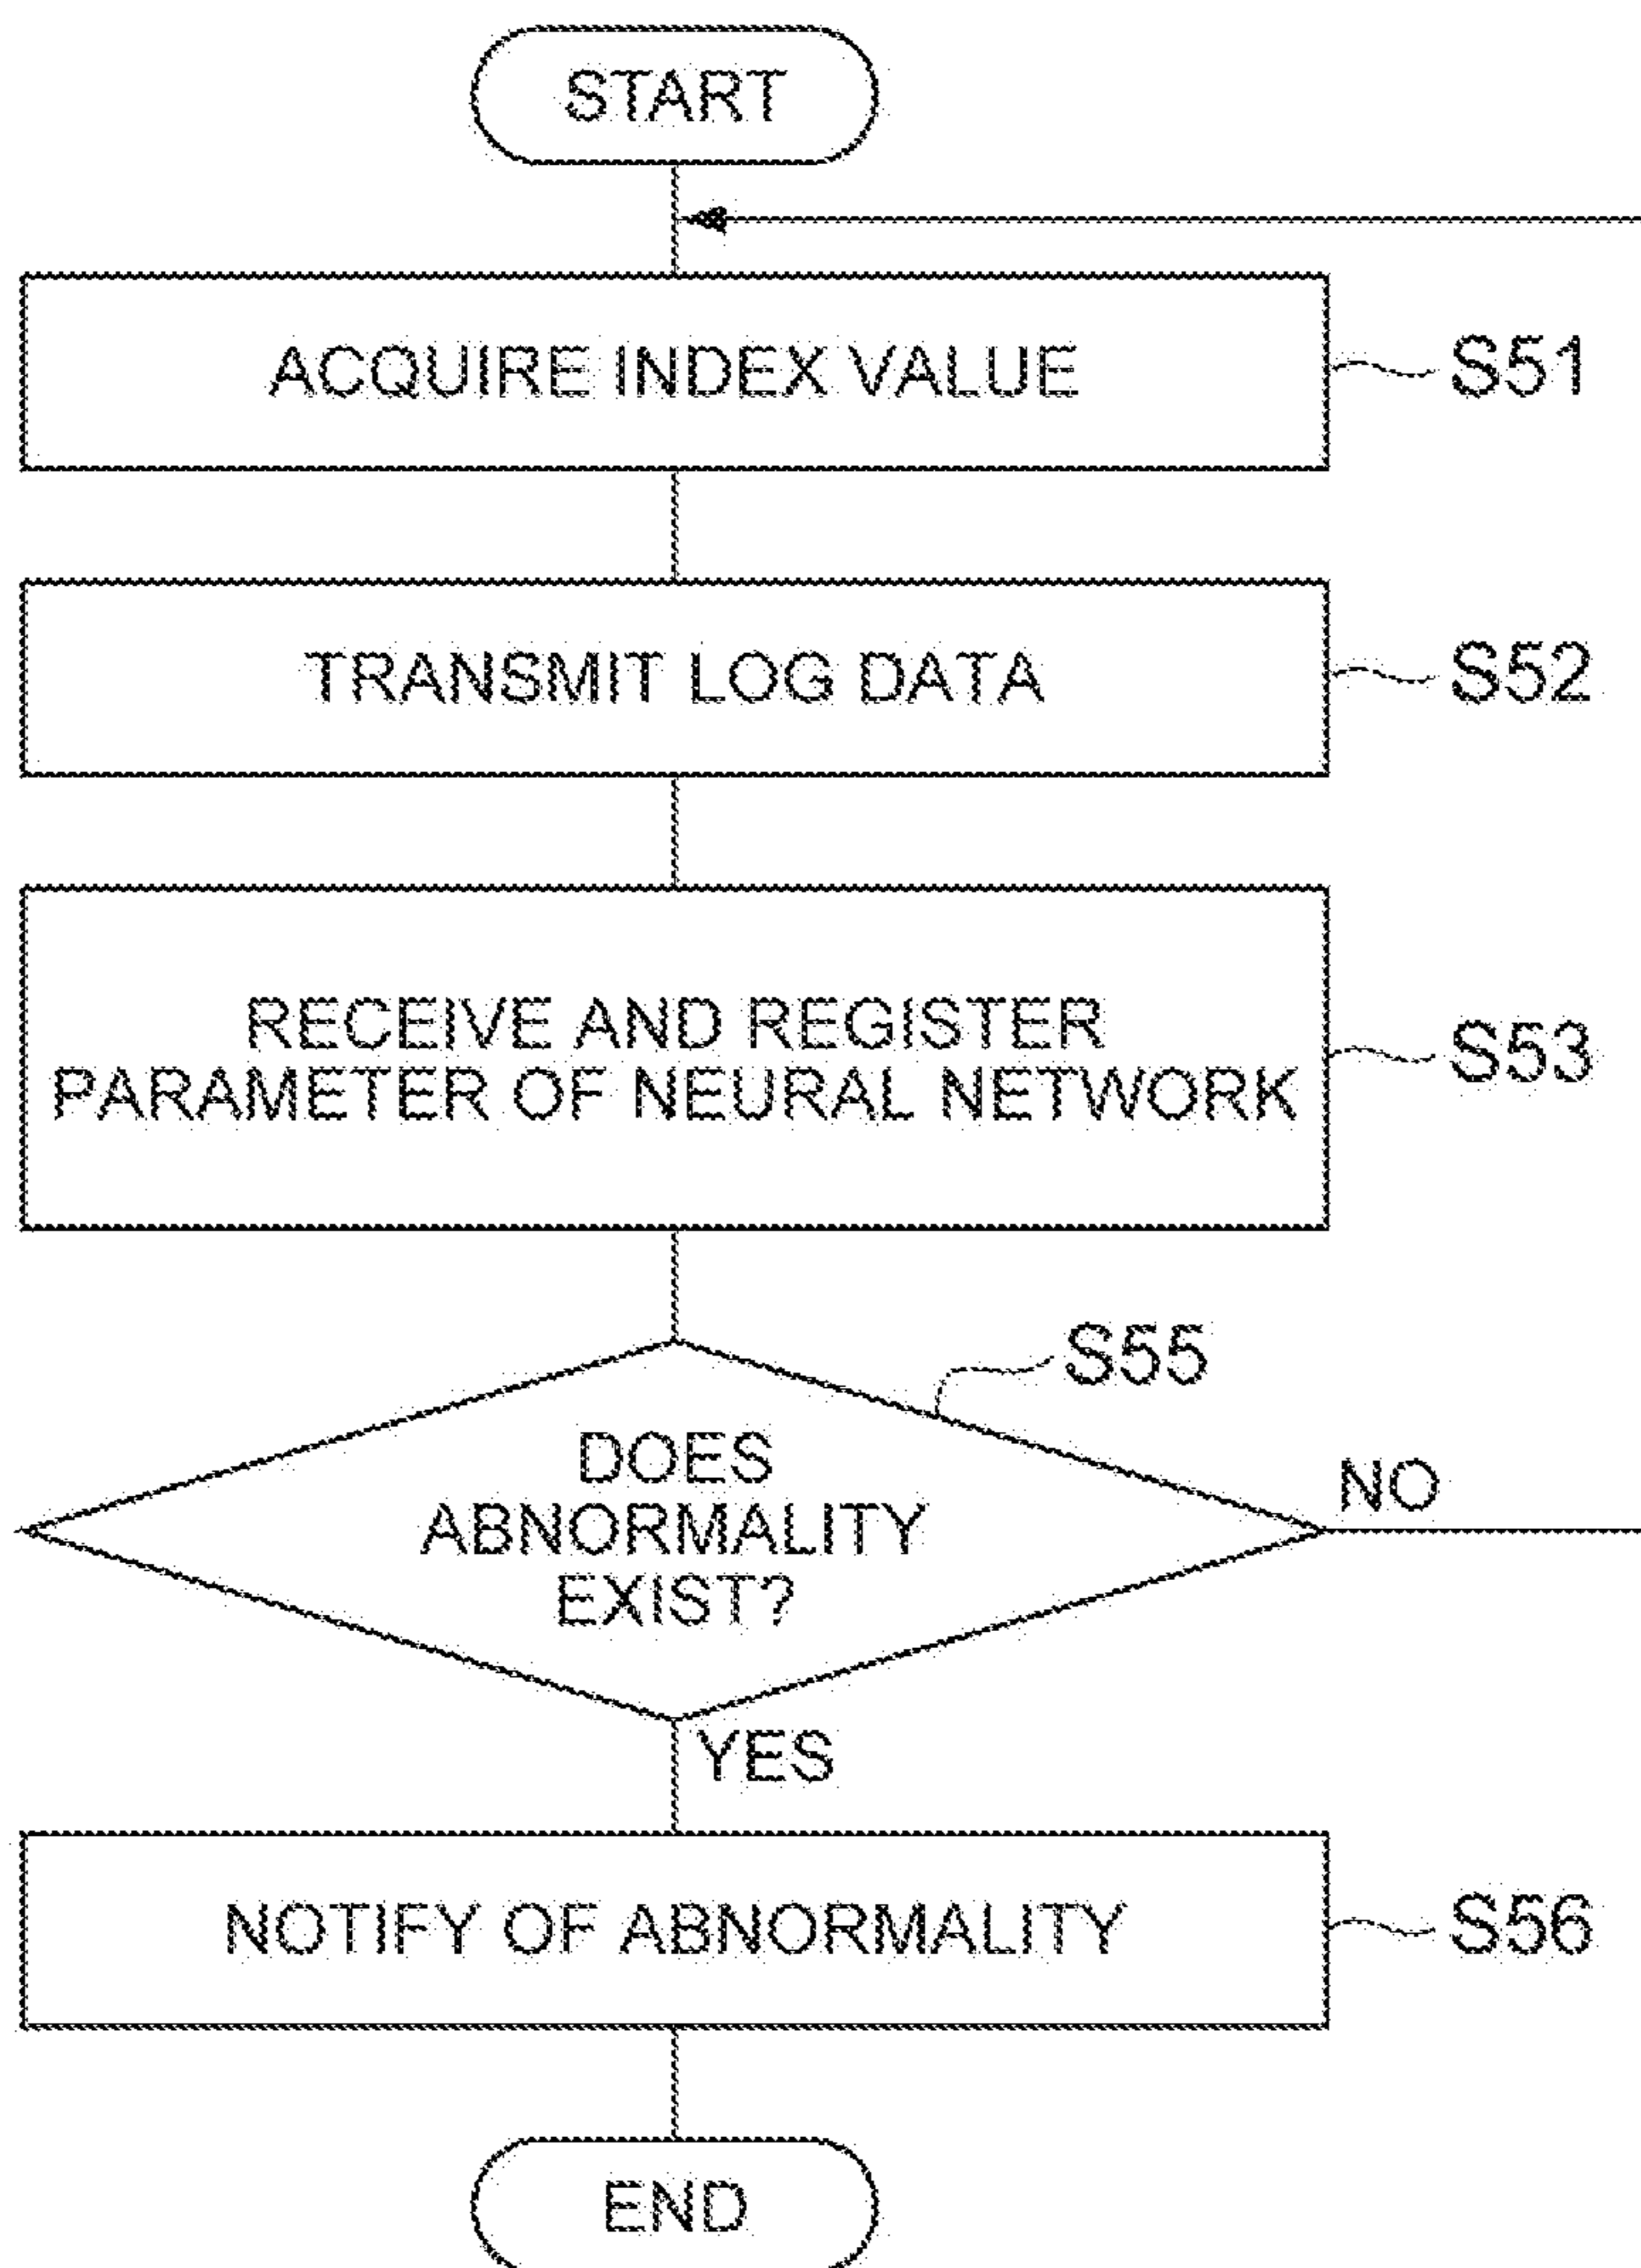 START
ACQUIRE INDEX VALUE
S51
TRANSMIT LOG DATA
S52
RECEIVE AND REGISTER
PARAMETER OF NEURAL NETWORK
S53
S55
DOES
ABNORMALITY
EXIST?
NO
YES
NOTIFY OF ABNORMALITY
S56
END